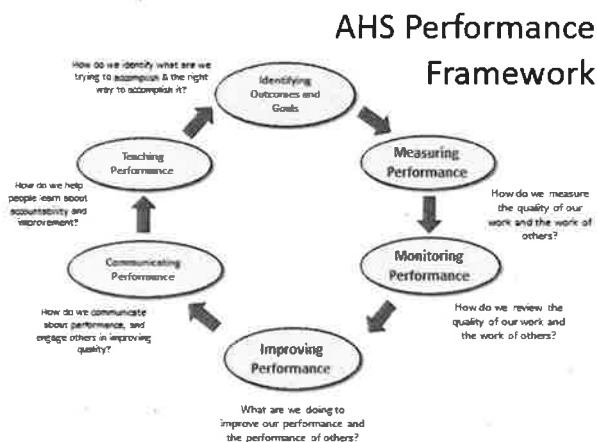 AHS Performance
Framework
How do we identify what are we
trying to accomplish & the right
way to accomplish it?
Identifying
Outcomes and
Goals
Measuring
Performance
How do we measure
the quality of our
work and the work of
others?
Monitoring
Performance
How do we review the
quality of our work and
the work of others?
Improving
Performance
What are we doing to
improve our performance and
the performance of others?
Communicating
Performance
How do we communicate
about performance, and
engage others in improving
quality?
Teaching
Performance
How do we help
people learn about
accountability and
improvement?